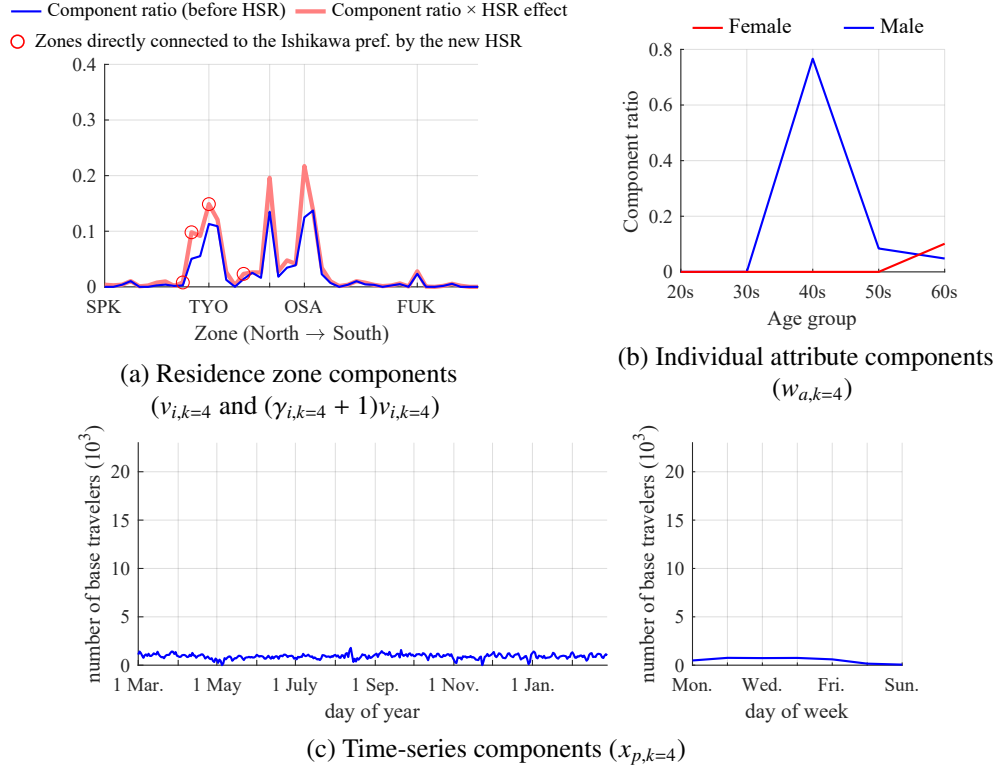 Component ratio (before HSR) Component ratio × HSR effect
Zones directly connected to the Ishikawa pref. by the new HSR
0.4
0.3
0.2
0.1
0
SPK TYO OSA FUK
Zone (North → South)
(a) Residence zone components
(v_{i,k=4} and (γ_{i,k=4} + 1)v_{i,k=4})
Female Male
Component ratio
0.8
0.6
0.4
0.2
0
20s 30s 40s 50s 60s
Age group
(b) Individual attribute components
(w_{a,k=4})
number of base travelers (10^3)
20
15
10
5
0
1 Mar. 1 May 1 July 1 Sep. 1 Nov. 1 Jan.
day of year
number of base travelers (10^3)
20
15
10
5
0
Mon. Wed. Fri. Sun.
day of week
(c) Time-series components (x_{p,k=4})